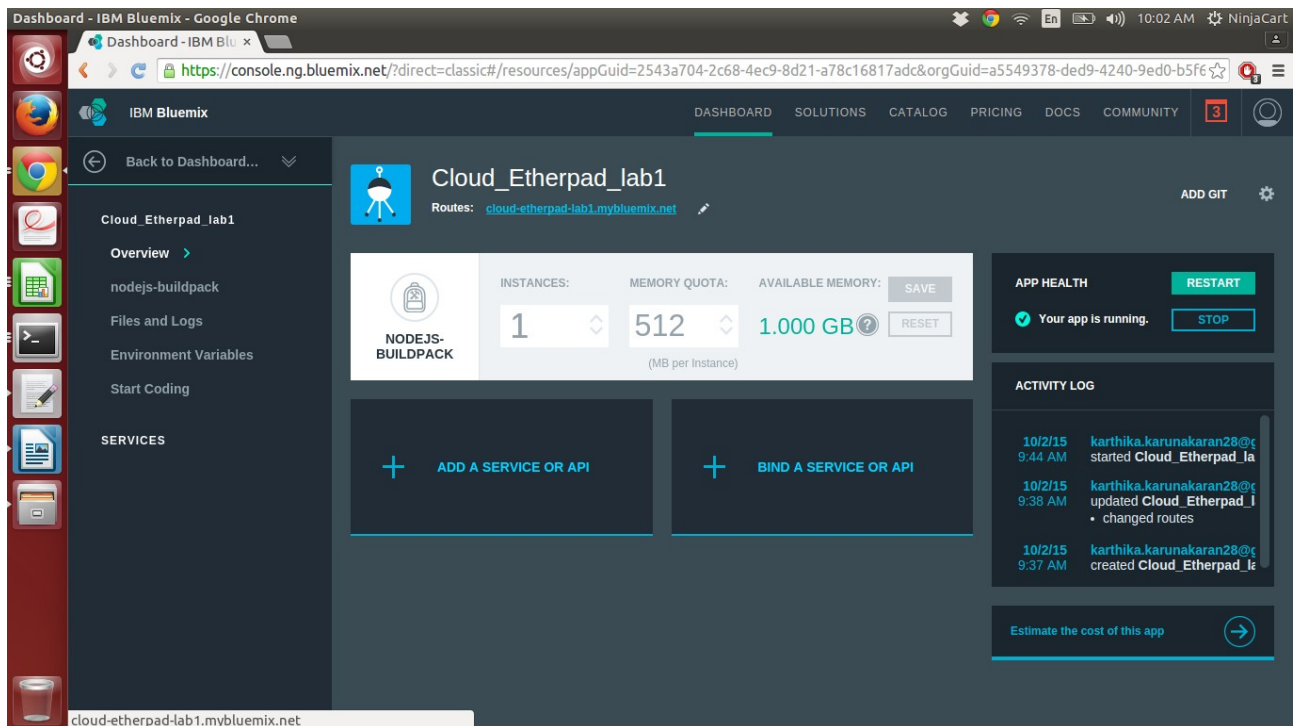 Dashboard - IBM Bluemix - Google Chrome
En
10:02 AM
NinjaCart
Dashboard - IBM Blu
https://console.ng.bluemix.net/?direct=classic#/resources/appGuid=2543a704-2c68-4ec9-8d21-a78c16817adc&orgGuid=a5549378-ded9-4240-9ed0-b5f6
IBM Bluemix
DASHBOARD
SOLUTIONS
CATALOG
PRICING
DOCS
COMMUNITY
3
Back to Dashboard...
Cloud_Etherpad_lab1
Overview
nodejs-buildpack
Files and Logs
Environment Variables
Start Coding
SERVICES
Cloud_Etherpad_lab1
Routes: cloud-etherpad-lab1.mybluemix.net
ADD GIT
NODEJS-
BUILDPACK
INSTANCES:
1
MEMORY QUOTA:
512
(MB per Instance)
AVAILABLE MEMORY:
1.000 GB
?
SAVE
RESET
ADD A SERVICE OR API
BIND A SERVICE OR API
APP HEALTH
RESTART
Your app is running.
STOP
ACTIVITY LOG
10/2/15 karthika.karunakaran28@g
9:44 AM started Cloud_Etherpad_la
10/2/15 karthika.karunakaran28@g
9:38 AM updated Cloud_Etherpad_l
• changed routes
10/2/15 karthika.karunakaran28@g
9:37 AM created Cloud_Etherpad_la
Estimate the cost of this app
cloud-etherpad-lab1.mybluemix.net